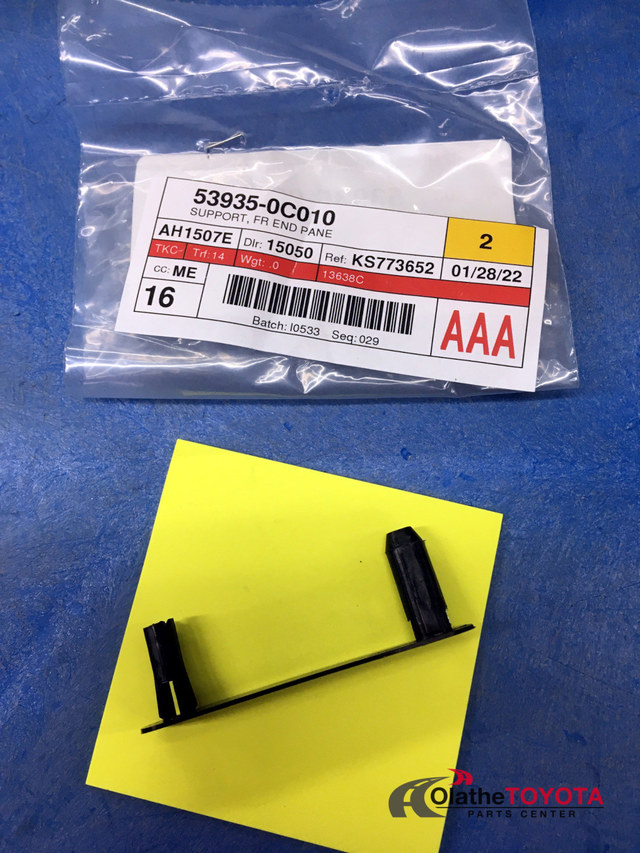 53935-0C010
SUPPORT, FR END PANE
2
AH1507E Dlr: 15050 Ref: KS773652 01/28/22
TKC- Trf: 14 Wgt: .0 / 13638C
CC: ME
16
AAA
Batch: I0533 Seq: 029
OlatheTOYOTA
PARTS CENTER